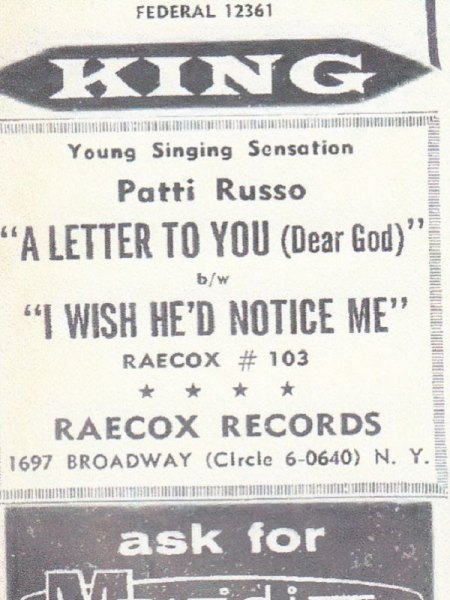 FEDERAL 12361
KING
Young Singing Sensation
Patti Russo
"A LETTER TO YOU (Dear God)"
b/w
"I WISH HE'D NOTICE ME"
RAECOX # 103
★ ★ ★ ★
RAECOX RECORDS
1697 BROADWAY (CIrcle 6-0640) N. Y.
ask for